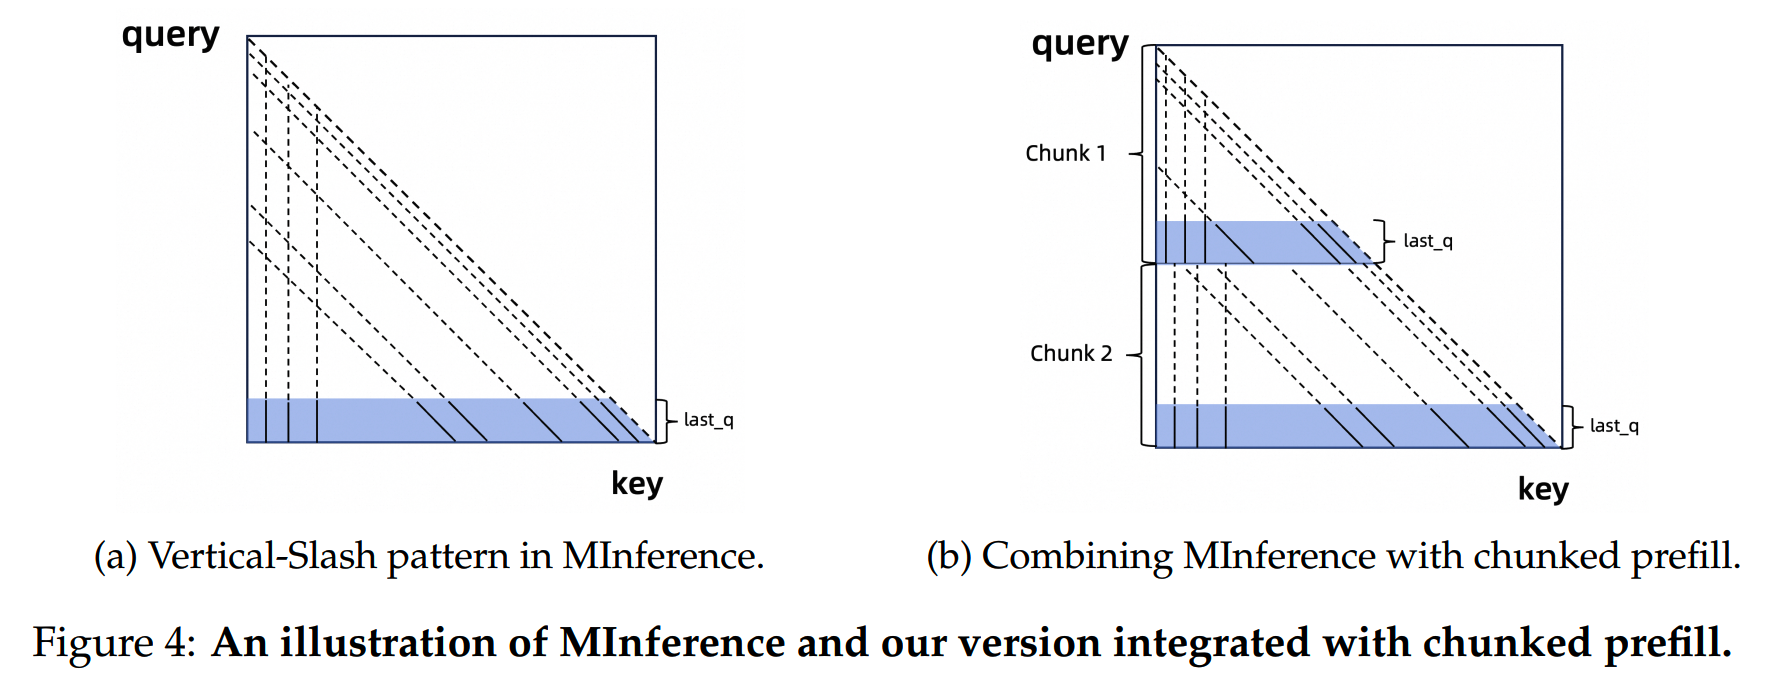 query
last_q
key
(a) Vertical-Slash pattern in MInference.
query
Chunk 1
last_q
Chunk 2
last_q
key
(b) Combining MInference with chunked prefill.
Figure 4: An illustration of MInference and our version integrated with chunked prefill.